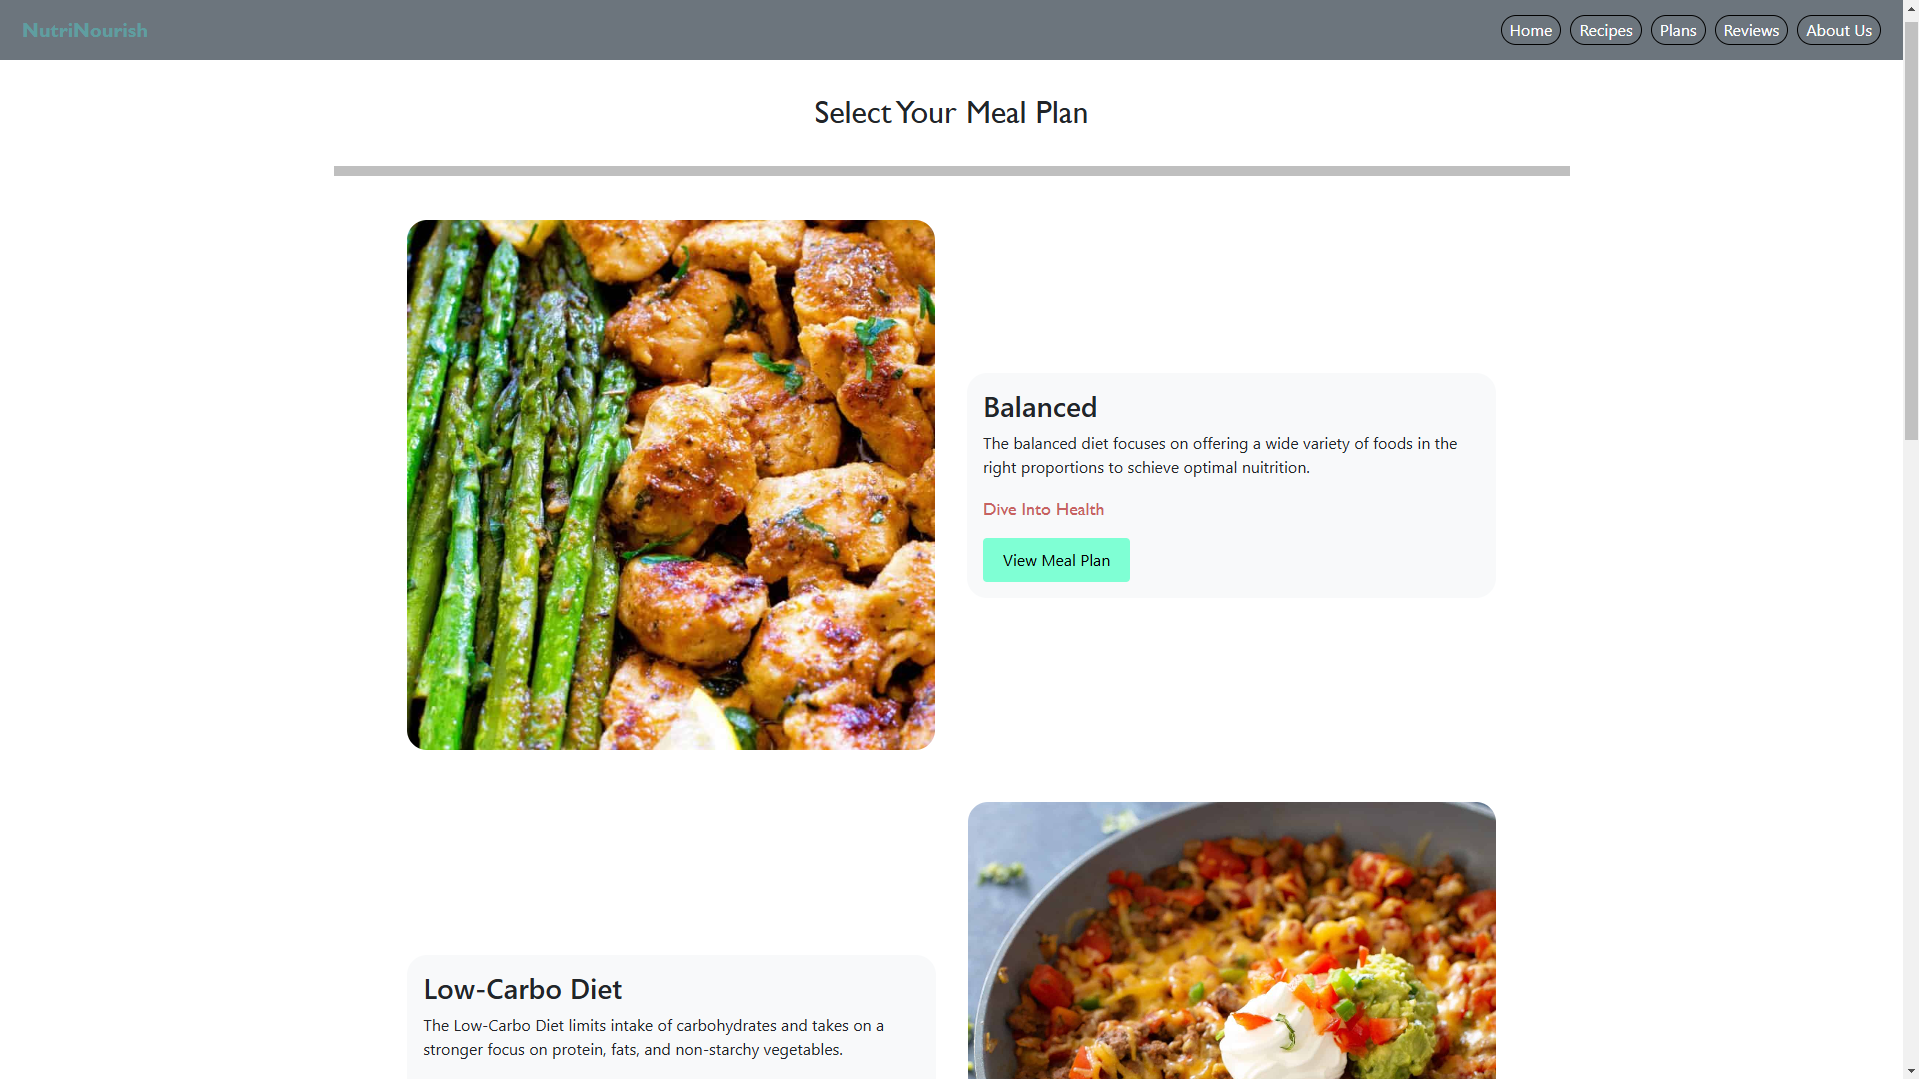 NutriNourish
Home Recipes Plans Reviews About Us
Select Your Meal Plan
Balanced
The balanced diet focuses on offering a wide variety of foods in the
right proportions to achieve optimal nuitrition.
Dive Into Health
View Meal Plan
Low-Carbo Diet
The Low-Carbo Diet limits intake of carbohydrates and takes on a
stronger focus on protein, fats, and non-starchy vegetables.